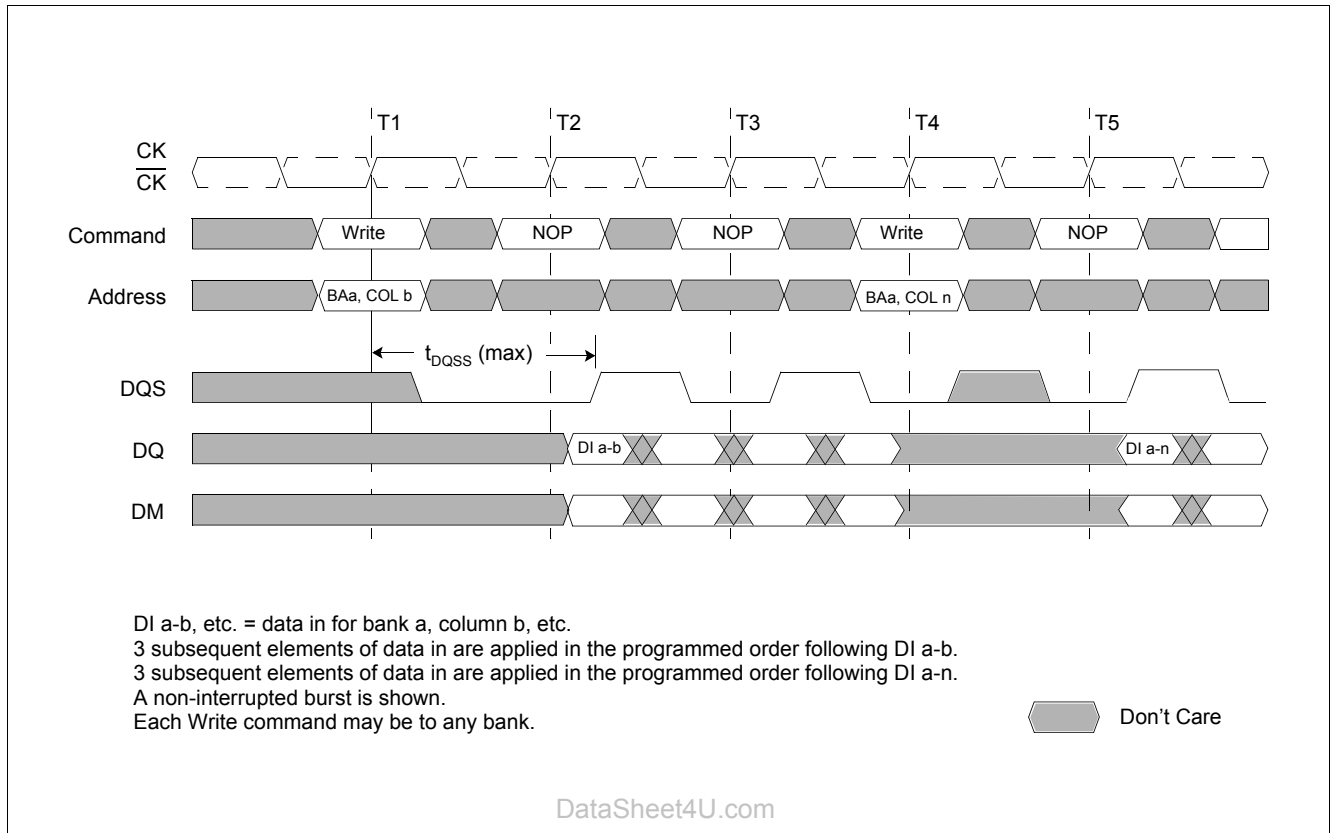 T1 T2 T3 T4 T5
CK
CK
Command Write NOP NOP Write NOP
Address BAa, COL b BAa, COL n
tDQSS (max)
DQS
DQ DI a-b DI a-n
DM
DI a-b, etc. = data in for bank a, column b, etc.
3 subsequent elements of data in are applied in the programmed order following DI a-b.
3 subsequent elements of data in are applied in the programmed order following DI a-n.
A non-interrupted burst is shown.
Each Write command may be to any bank.
Don't Care
DataSheet4U.com